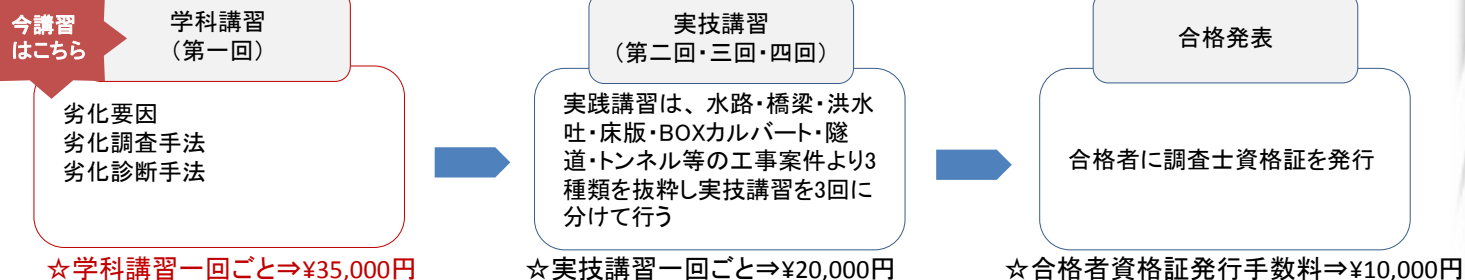 今講習
はこちら
学科講習
（第一回）
劣化要因
劣化調査手法
劣化診断手法
☆学科講習一回ごと⇒¥35,000円
実技講習
（第二回・三回・四回）
実践講習は、水路・橋梁・洪水
吐・床版・BOXカルバート・隧
道・トンネル等の工事案件より3
種類を抜粋し実技講習を3回に
分けて行う
☆実技講習一回ごと⇒¥20,000円
合格発表
合格者に調査士資格証を発行
☆合格者資格証発行手数料⇒¥10,000円